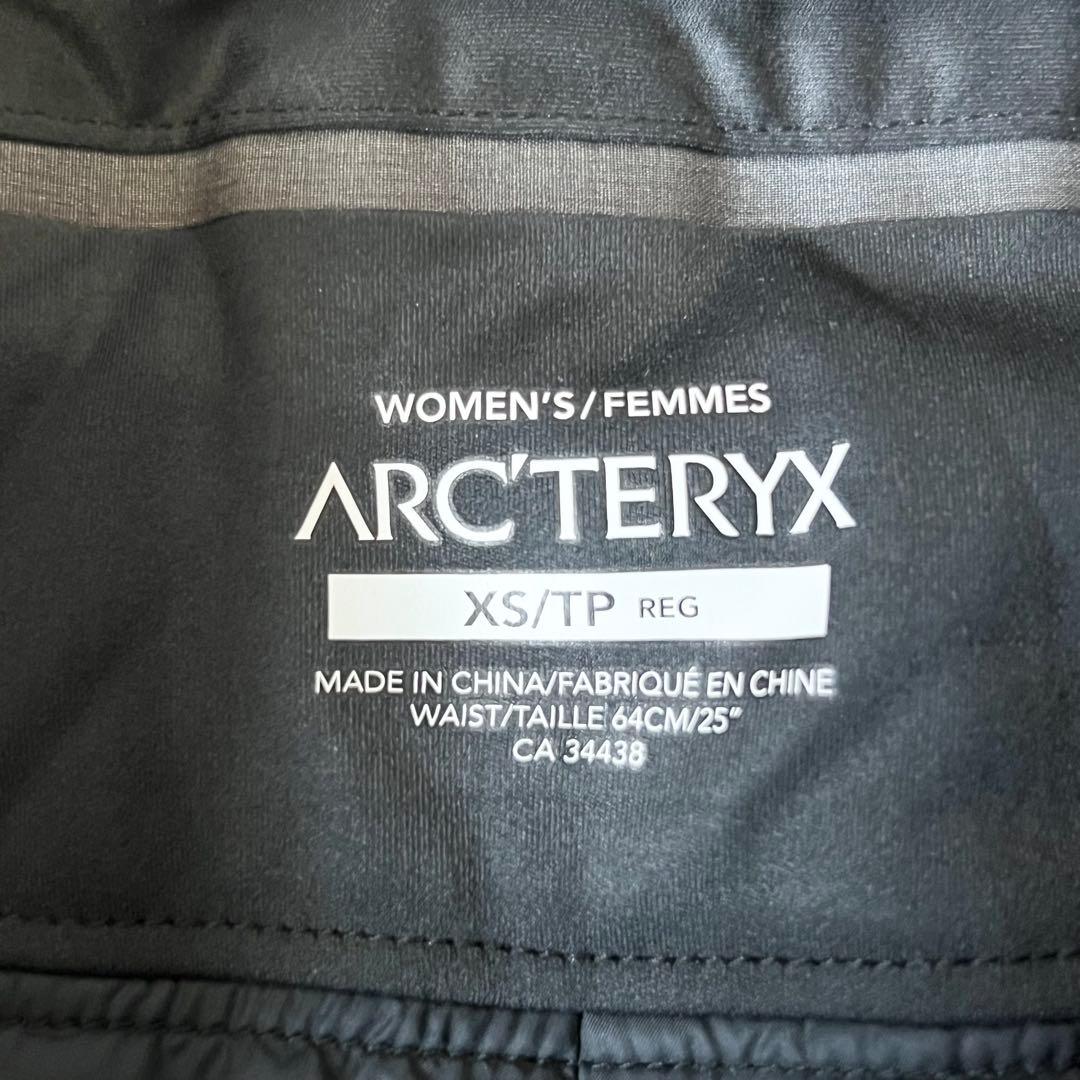 WOMEN'S/FEMMES
ARC'TERYX
XS/TP REG
MADE IN CHINA/FABRIQUÉ EN CHINE
WAIST/TAILLE 64CM/25"
CA 34438